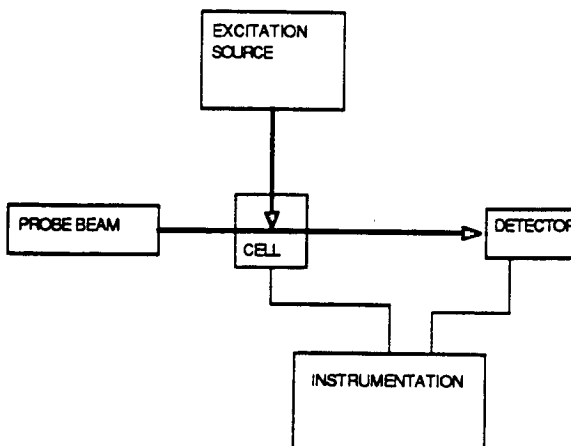 EXCITATION
SOURCE
PROBE BEAM
CELL
DETECTOR
INSTRUMENTATION